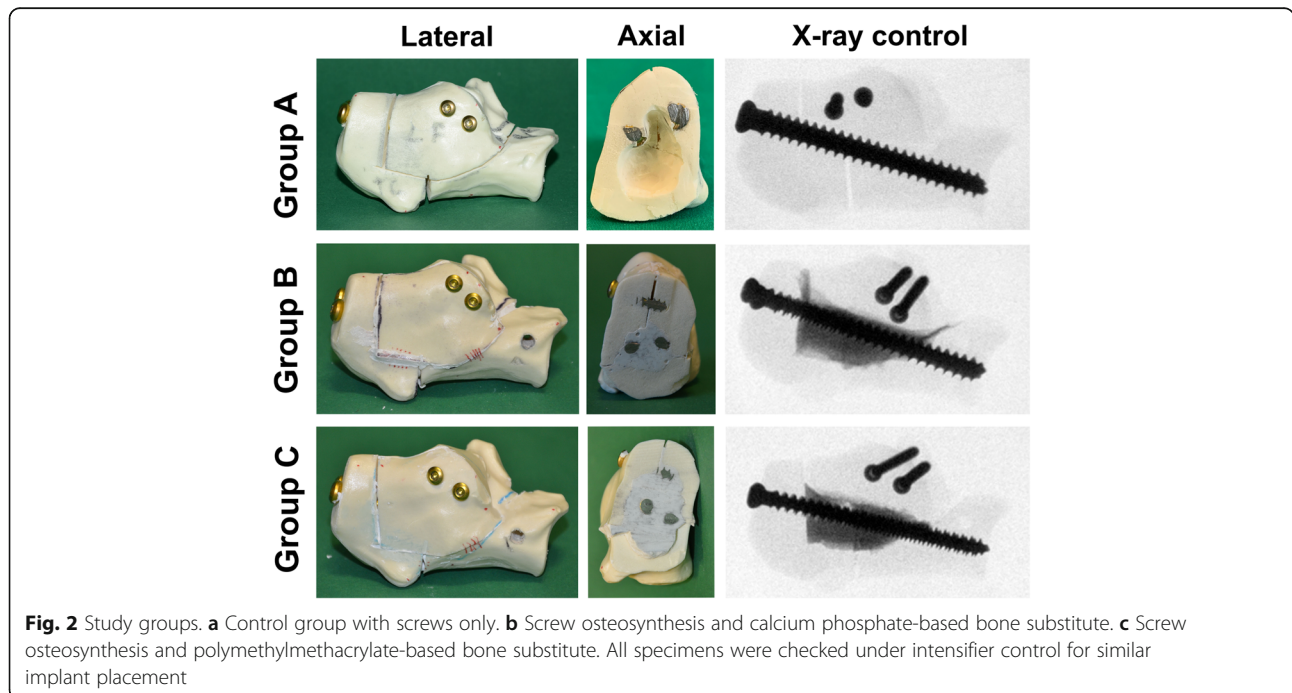 Lateral Axial X-ray control
Group A
Group B
Group C
Fig. 2 Study groups. a Control group with screws only. b Screw osteosynthesis and calcium phosphate-based bone substitute. c Screw
osteosynthesis and polymethylmethacrylate-based bone substitute. All specimens were checked under intensifier control for similar
implant placement